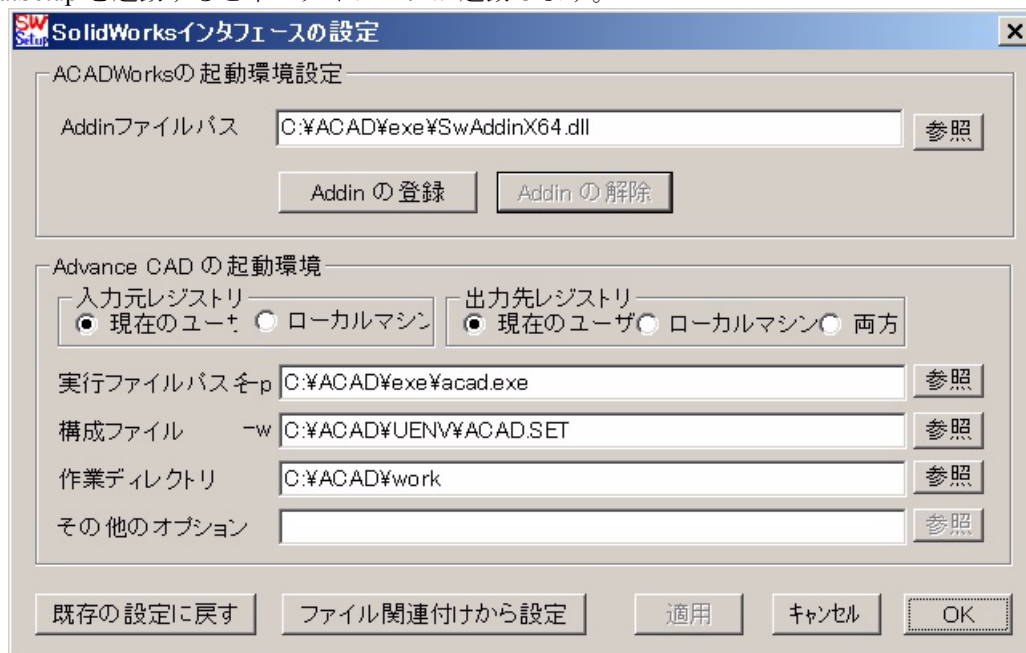 SW Setup SolidWorksインタフェースの設定
ACADWorksの起動環境設定
Addinファイルパス C:¥ACAD¥exe¥SwAddinX64.dll 参照
Addin の登録 Addin の解除
Advance CAD の起動環境
入力元レジストリ 出力先レジストリ
現在のユーザ ローカルマシン 現在のユーザ ローカルマシン 両方
実行ファイルパス名 -p C:¥ACAD¥exe¥acad.exe 参照
構成ファイル -w C:¥ACAD¥UENV¥ACAD.SET 参照
作業ディレクトリ C:¥ACAD¥work 参照
その他のオプション 参照
既存の設定に戻す ファイル関連付けから設定 適用 キャンセル OK